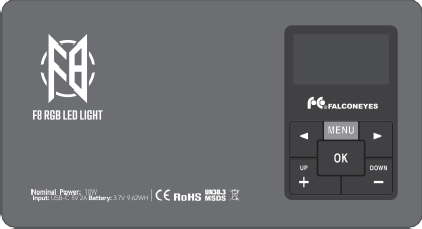 F8
F8 RGB LED LIGHT
FALCONEYES
MENU
OK
UP
DOWN
+
−
Nominal Power: 10W
Input: USB-C 5V 2A Battery: 3.7V 9.62WH
CE RoHS UN38.3
MSDS